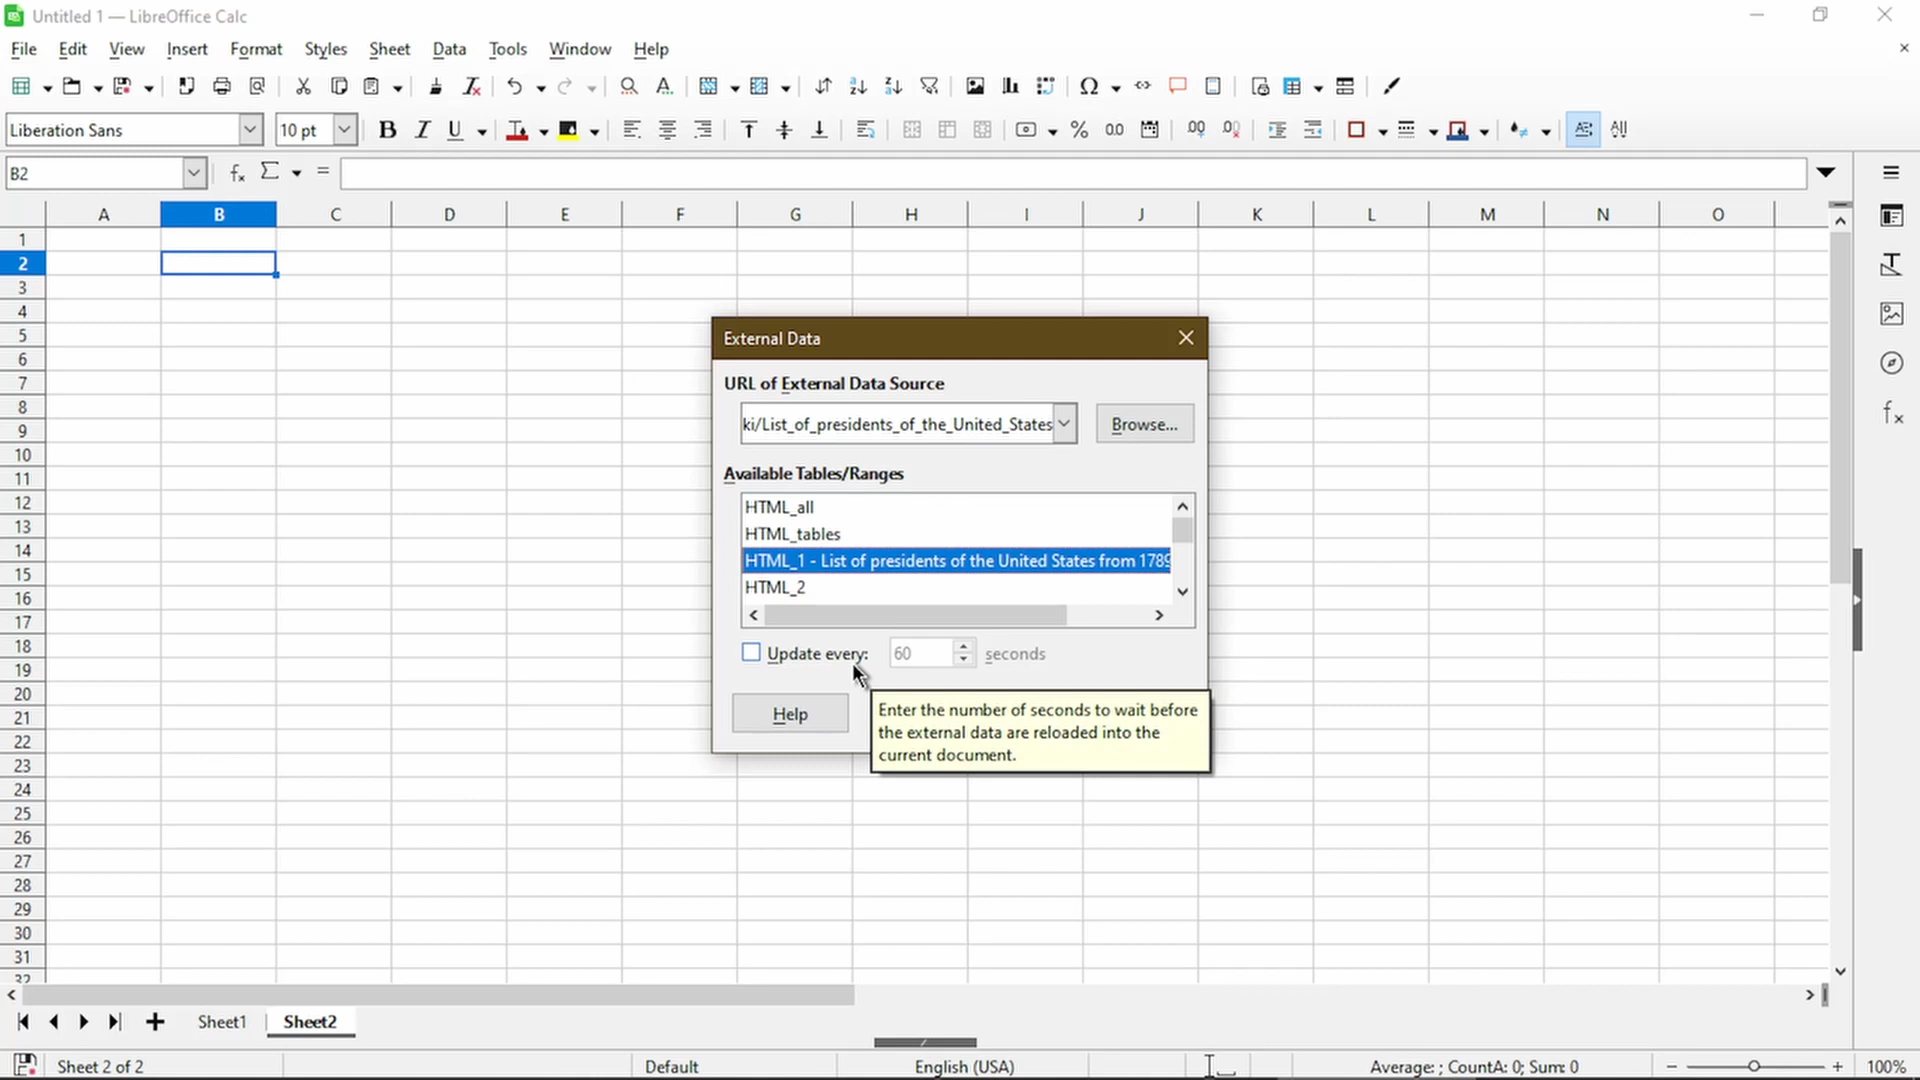 Untitled 1 — LibreOffice Calc
File Edit View Insert Format Styles Sheet Data Tools Window Help
Liberation Sans 10 pt
B2
A B C D E F G H I J K L M N O
1
2
3
4
5
6
7
8
9
10
11
12
13
14
15
16
17
18
19
20
21
22
23
24
25
26
27
28
29
30
31
32
External Data
URL of External Data Source
ki/List_of_presidents_of_the_United_States Browse...
Available Tables/Ranges
HTML_all
HTML_tables
HTML_1 - List of presidents of the United States from 1789
HTML_2
Update every: 60 seconds
Help
Enter the number of seconds to wait before
the external data are reloaded into the
current document.
Sheet1 Sheet2
Sheet 2 of 2 Default English (USA) Average: ; CountA: 0; Sum: 0 100%